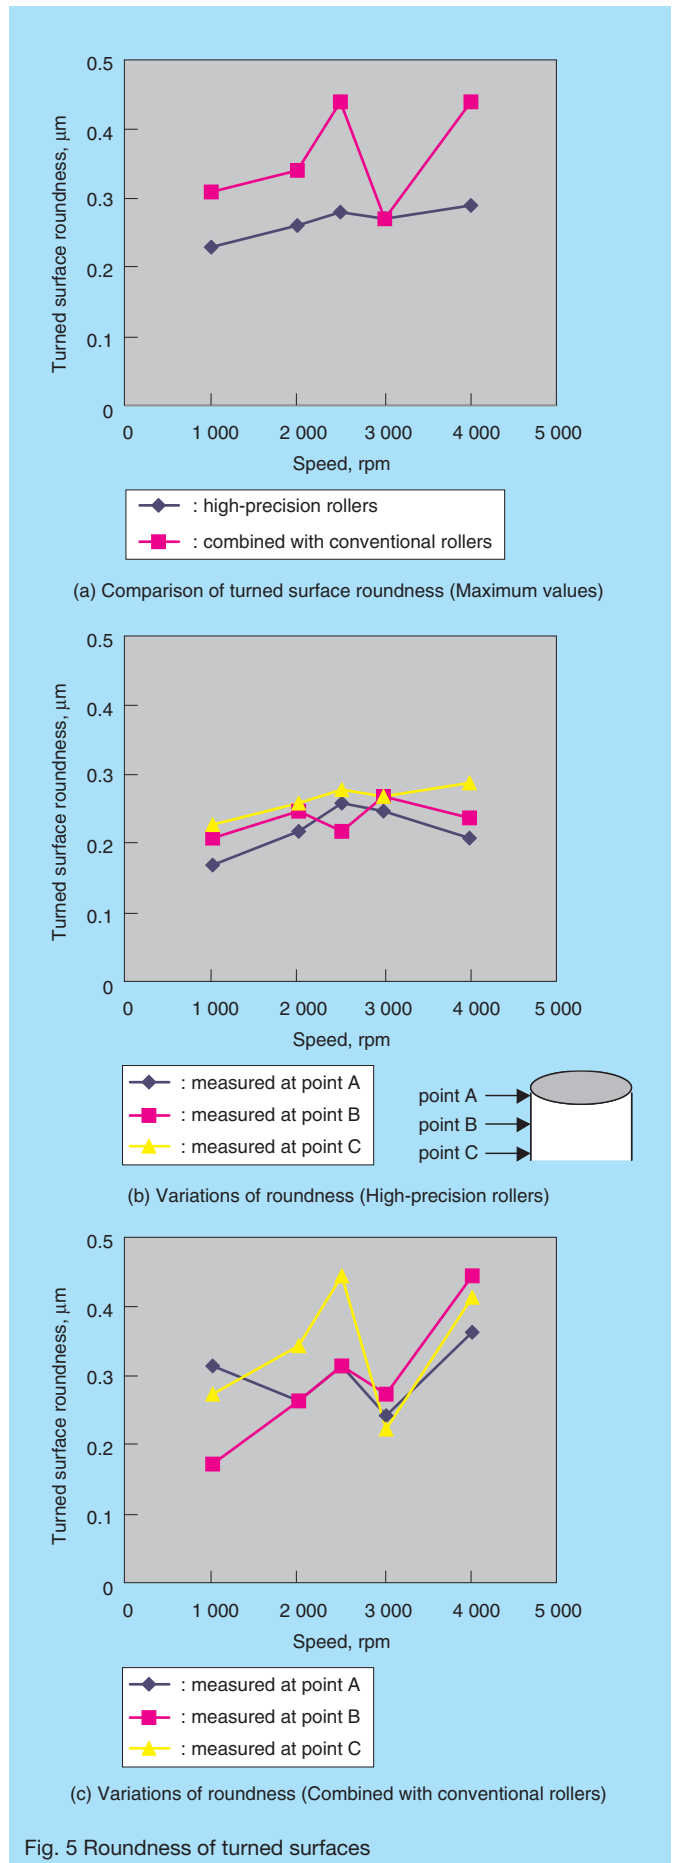 0.5
0.4
0.3
0.2
0.1
0
Turned surface roundness, μm
0 1 000 2 000 3 000 4 000 5 000
Speed, rpm
: high-precision rollers
: combined with conventional rollers
(a) Comparison of turned surface roundness (Maximum values)
0.5
0.4
0.3
0.2
0.1
0
Turned surface roundness, μm
0 1 000 2 000 3 000 4 000 5 000
Speed, rpm
: measured at point A
: measured at point B
: measured at point C
point A
point B
point C
(b) Variations of roundness (High-precision rollers)
0.5
0.4
0.3
0.2
0.1
0
Turned surface roundness, μm
0 1 000 2 000 3 000 4 000 5 000
Speed, rpm
: measured at point A
: measured at point B
: measured at point C
(c) Variations of roundness (Combined with conventional rollers)
Fig. 5 Roundness of turned surfaces